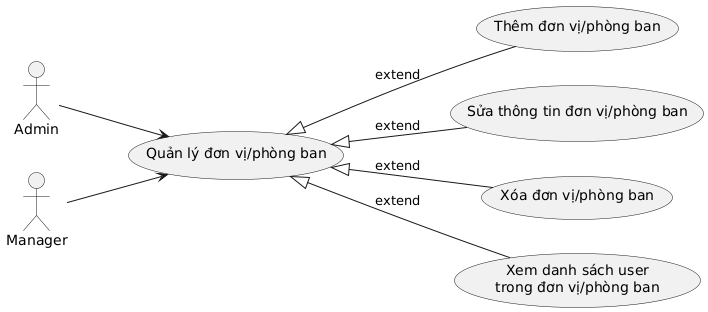 Thêm đơn vị/phòng ban
extend
Admin
Sửa thông tin đơn vị/phòng ban
extend
Quản lý đơn vị/phòng ban
extend
Xóa đơn vị/phòng ban
extend
Manager
Xem danh sách user
trong đơn vị/phòng ban